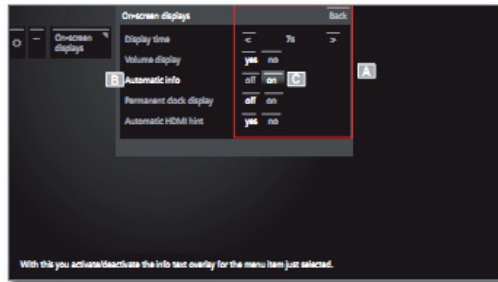 On-screen displays Back
On-screen displays
Display time < 7s >
Volume display yes no
B Automatic info off on C
A
Permanent clock display off on
Automatic HDMI hint yes no
With this you activate/deactivate the info text overlay for the menu item just selected.